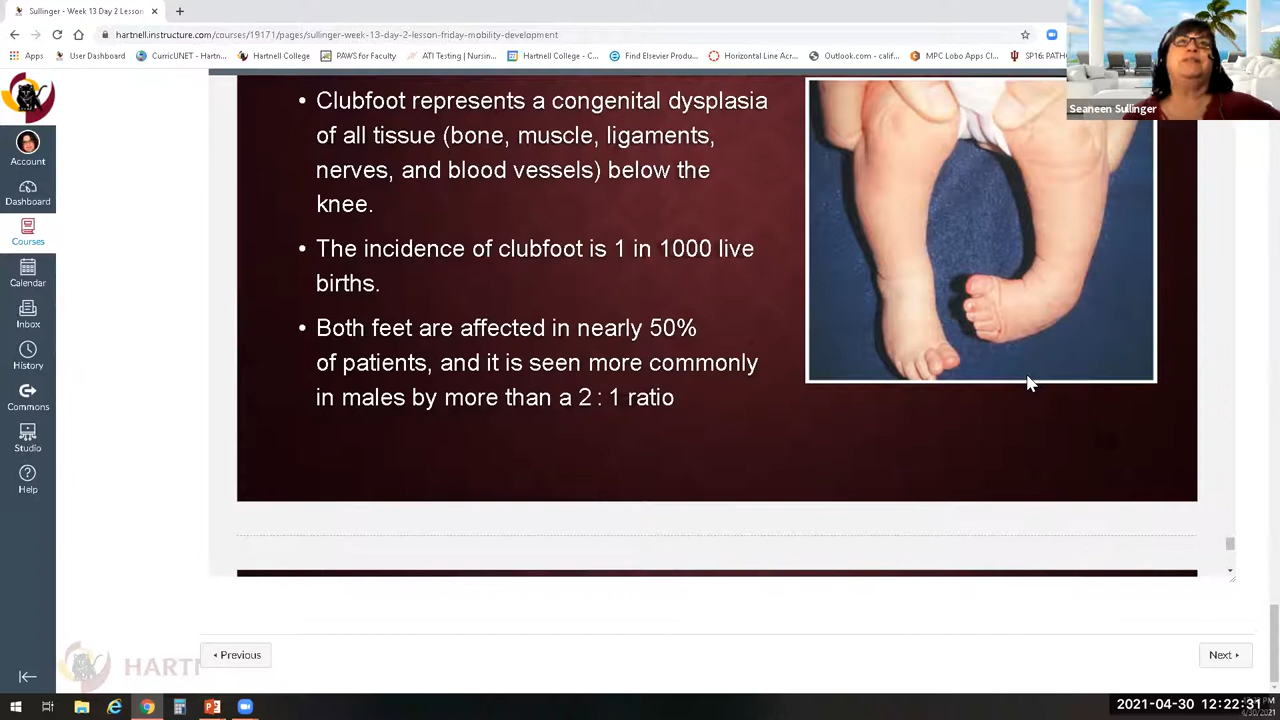 Sullinger - Week 13 Day 2 Lesson
hartnell.instructure.com/courses/19171/pages/sullinger-week-13-day-2-lesson-friday-mobility-development
Apps
User Dashboard
CurricUNET - Hartn...
Hartnell College
PAWS for Faculty
ATI Testing | Nursin...
Hartnell College - C...
Find Elsevier Produ...
Horizontal Line Ac...
Outlook.com - calif...
MPC Lobo Apps Cl...
SP16: PATH
Seaneen Sullinger
Account
Dashboard
Courses
Calendar
Inbox
History
Commons
Studio
Help
• Clubfoot represents a congenital dysplasia
of all tissue (bone, muscle, ligaments,
nerves, and blood vessels) below the
knee.
• The incidence of clubfoot is 1 in 1000 live
births.
• Both feet are affected in nearly 50%
of patients, and it is seen more commonly
in males by more than a 2 : 1 ratio
Previous
Next
HARTN
2021-04-30 12:22:31